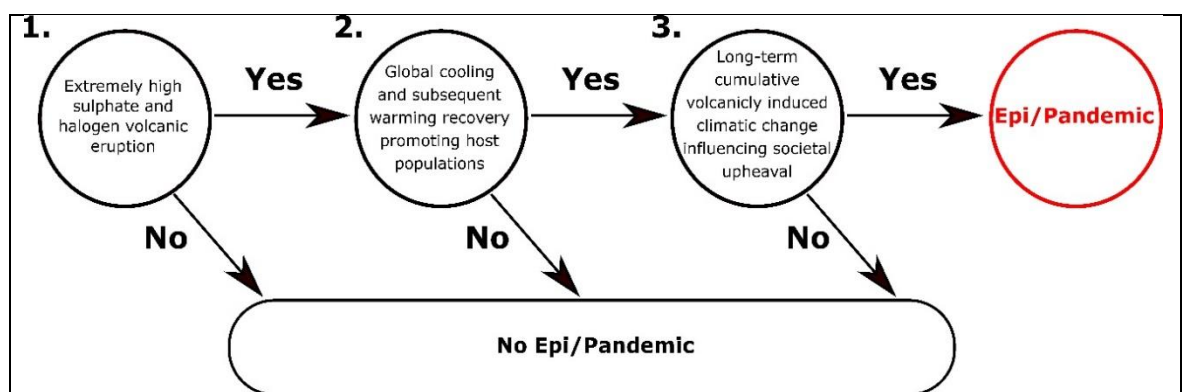 1.
Extremely high
sulphate and
halogen volcanic
eruption
Yes
2.
Global cooling
and subsequent
warming recovery
promoting host
populations
Yes
3.
Long-term
cumulative
volcanicly induced
climatic change
influencing societal
upheaval
Yes
Epi/Pandemic
No
No
No
No Epi/Pandemic